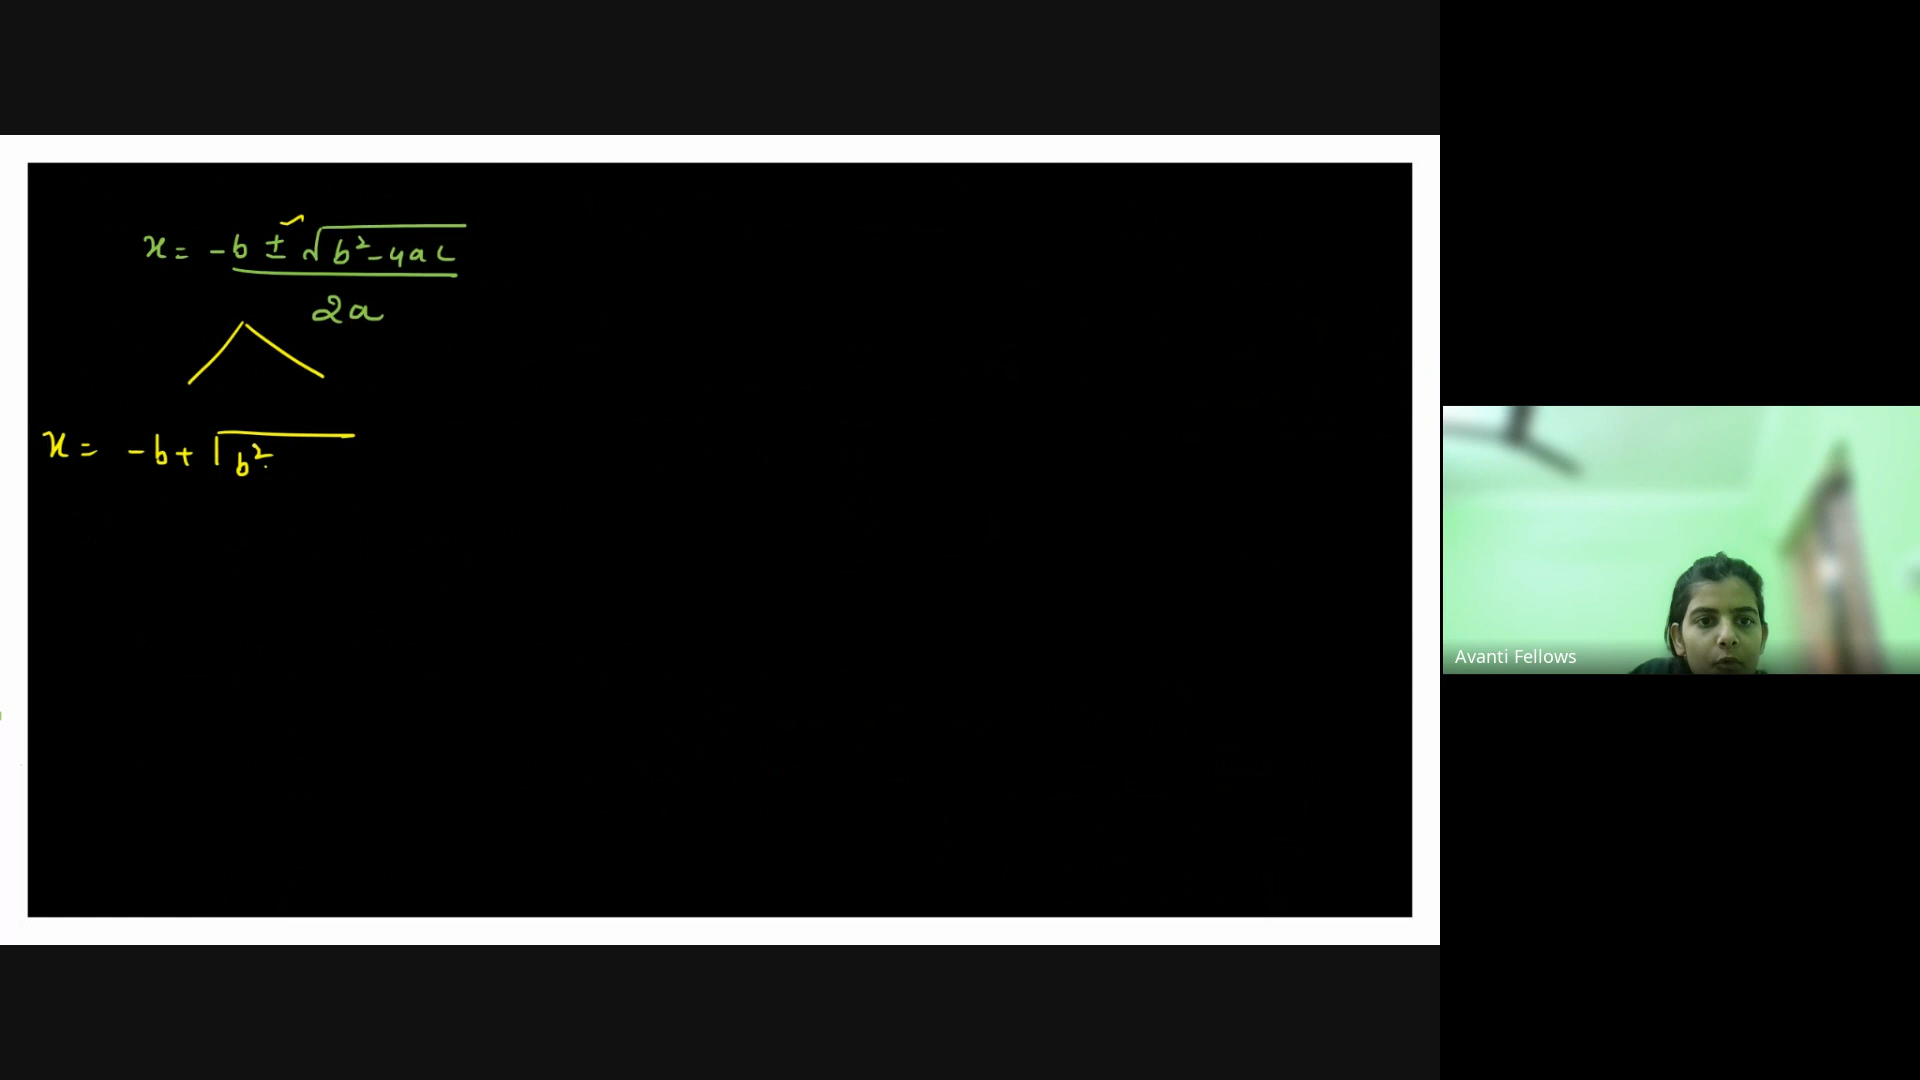 x = -b ± √b²-4ac
2a
x = -b + √b²
Avanti Fellows